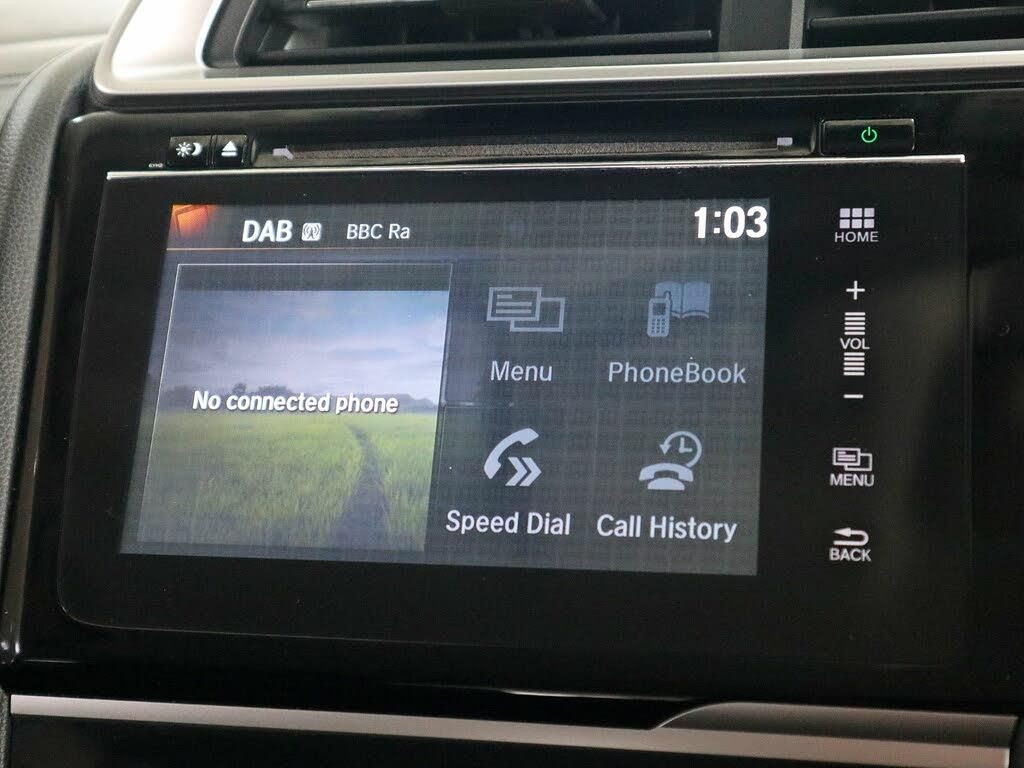 DAB BBC Ra 1:03
No connected phone
Menu
PhoneBook
Speed Dial
Call History
HOME
+
VOL
−
MENU
BACK